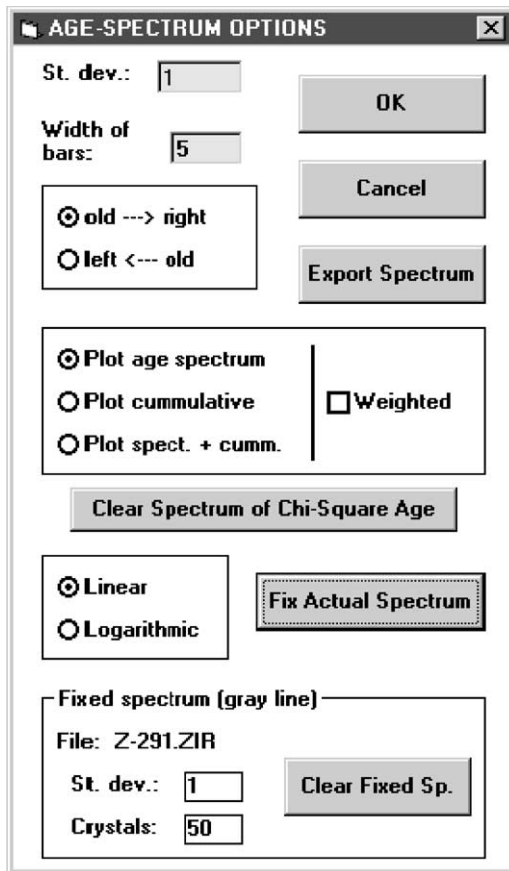 AGE-SPECTRUM OPTIONS
St. dev.: 1
Width of
bars: 5
OK
Cancel
Export Spectrum
old ---> right
left <--- old
Plot age spectrum
Plot cummulative
Plot spect. + cumm.
Weighted
Clear Spectrum of Chi-Square Age
Linear
Logarithmic
Fix Actual Spectrum
Fixed spectrum (gray line)
File: Z-291.ZIR
St. dev.: 1
Crystals: 50
Clear Fixed Sp.